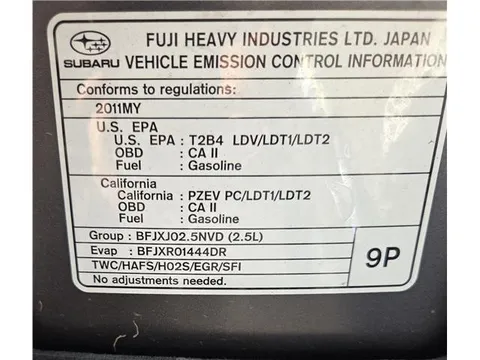 FUJI HEAVY INDUSTRIES LTD. JAPAN
SUBARU VEHICLE EMISSION CONTROL INFORMATION
Conforms to regulations:
2011MY
U.S. EPA
U.S. EPA : T2B4 LDV/LDT1/LDT2
OBD : CA II
Fuel : Gasoline
California
California : PZEV PC/LDT1/LDT2
OBD : CA II
Fuel : Gasoline
Group : BFJXJ02.5NVD (2.5L)
Evap : BFJXR01444DR
TWC/HAFS/HO2S/EGR/SFI
No adjustments needed.
9P